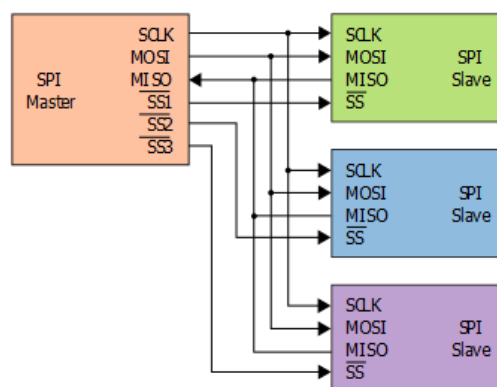 SCLK
MOSI
SPI MISO
Master SS1
SS2
SS3
SCLK
MOSI SPI
MISO Slave
SS
SCLK
MOSI SPI
MISO Slave
SS
SCLK
MOSI SPI
MISO Slave
SS